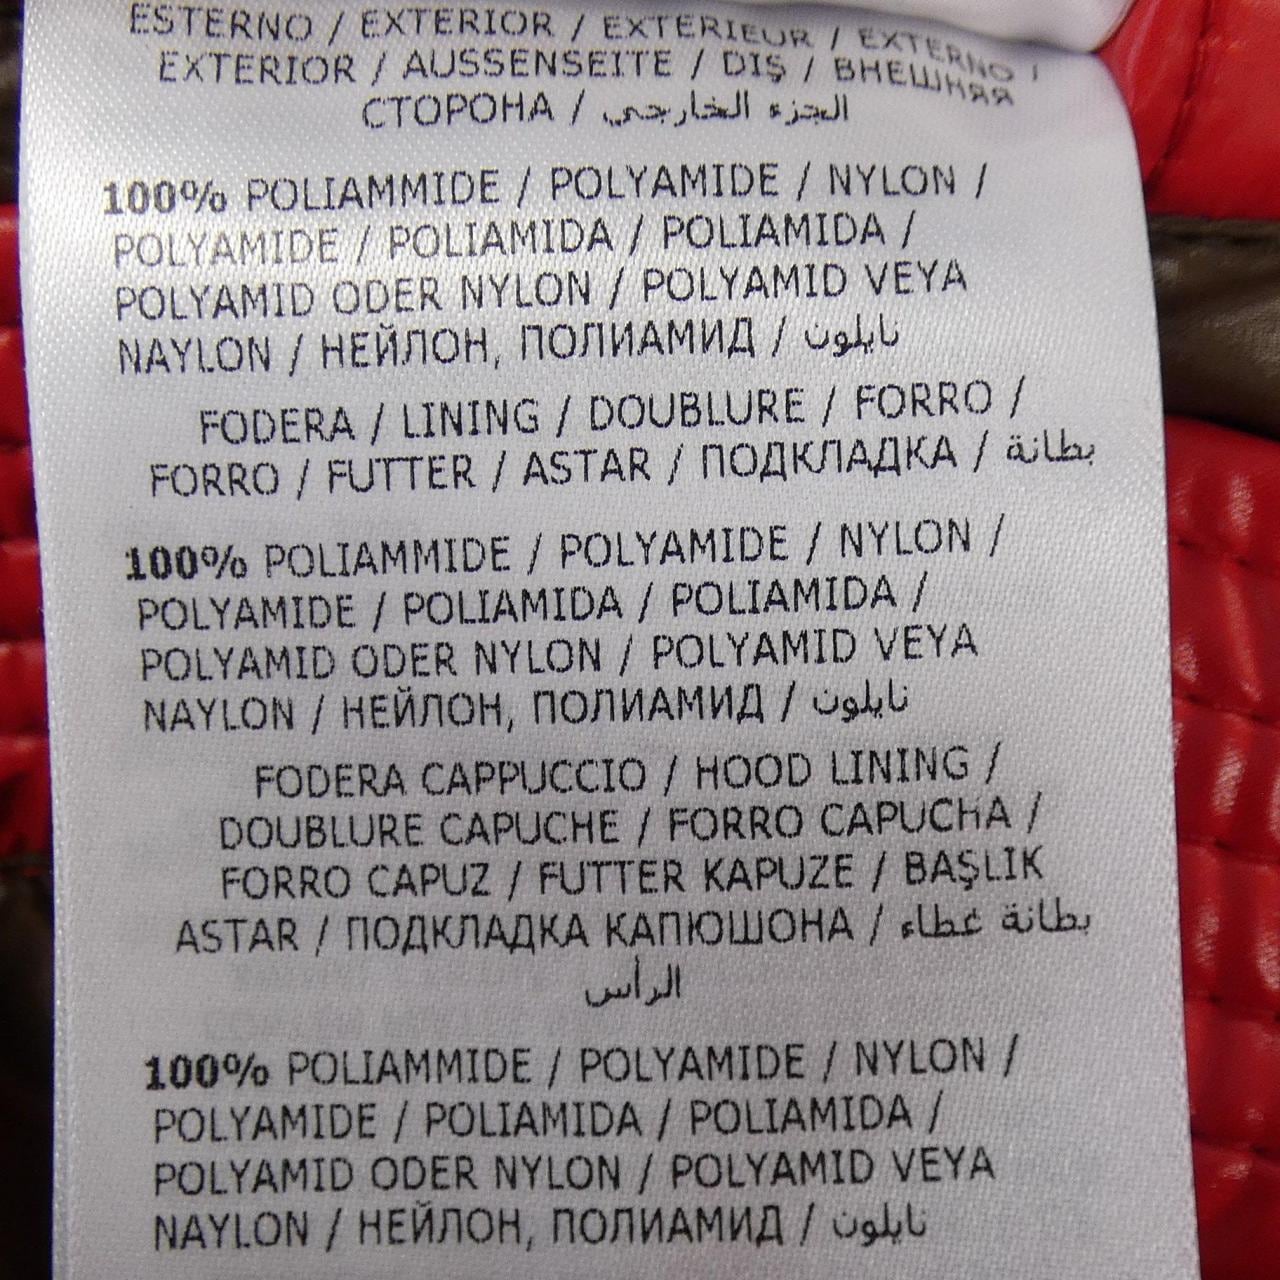 ESTERNO / EXTERIOR / EXTERIEUR / EXTERNO /
EXTERIOR / AUSSENSEITE / DIŞ / ВНЕШНЯЯ
СТОРОНА / الجزء الخارجي
100% POLIAMMIDE / POLYAMIDE / NYLON /
POLYAMIDE / POLIAMIDA / POLIAMIDA /
POLYAMID ODER NYLON / POLYAMID VEYA
NAYLON / НЕЙЛОН, ПОЛИАМИД / نايلون
FODERA / LINING / DOUBLURE / FORRO /
FORRO / FUTTER / ASTAR / ПОДКЛАДКА / بطانة
100% POLIAMMIDE / POLYAMIDE / NYLON /
POLYAMIDE / POLIAMIDA / POLIAMIDA /
POLYAMID ODER NYLON / POLYAMID VEYA
NAYLON / НЕЙЛОН, ПОЛИАМИД / نايلون
FODERA CAPPUCCIO / HOOD LINING /
DOUBLURE CAPUCHE / FORRO CAPUCHA /
FORRO CAPUZ / FUTTER KAPUZE / BAŞLIK
ASTAR / ПОДКЛАДКА КАПЮШОНА / بطانة غطاء
الرأس
100% POLIAMMIDE / POLYAMIDE / NYLON /
POLYAMIDE / POLIAMIDA / POLIAMIDA /
POLYAMID ODER NYLON / POLYAMID VEYA
NAYLON / НЕЙЛОН, ПОЛИАМИД / نايلون